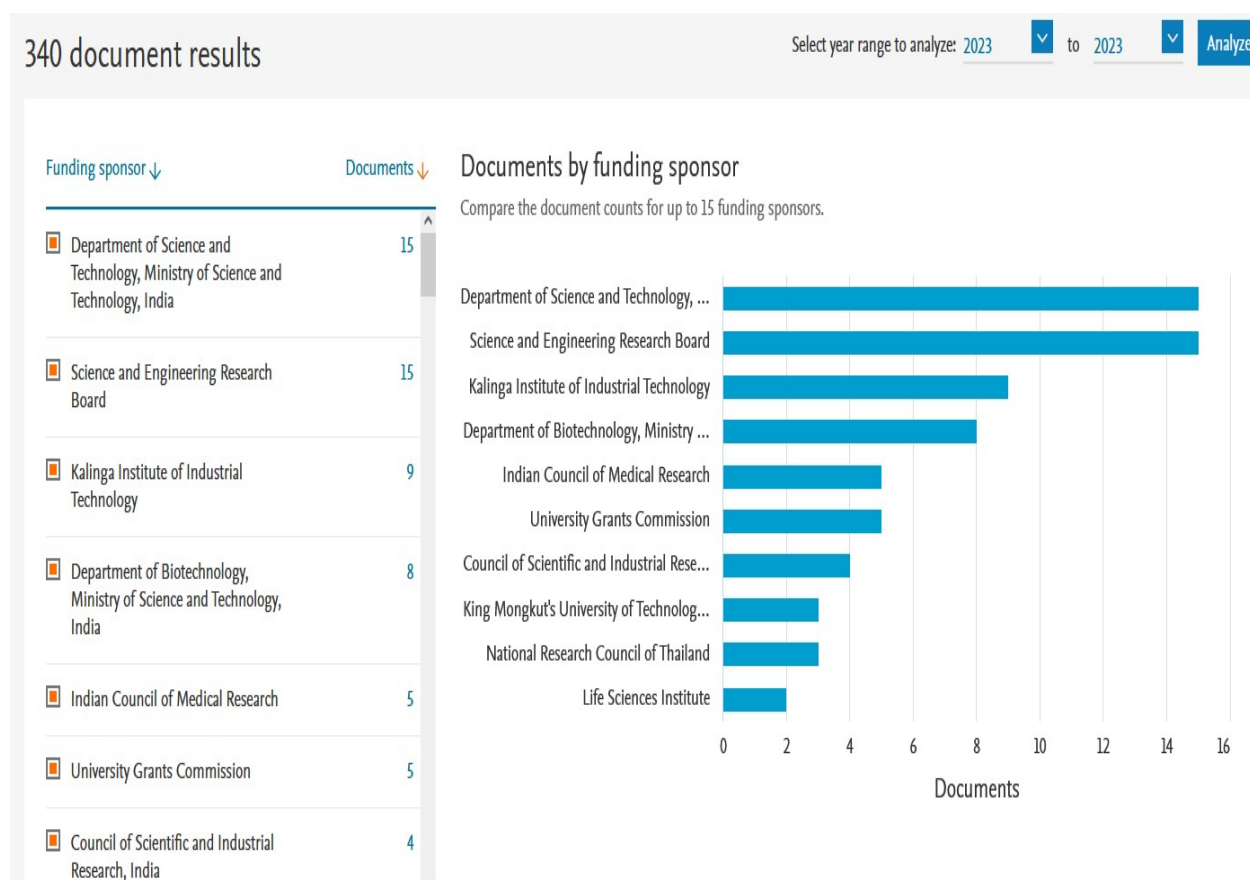 340 document results
Select year range to analyze: 2023 to 2023 Analyze
Funding sponsor Documents
Department of Science and
Technology, Ministry of Science and
Technology, India
15
Science and Engineering Research
Board
15
Kalinga Institute of Industrial
Technology
9
Department of Biotechnology,
Ministry of Science and Technology,
India
8
Indian Council of Medical Research 5
University Grants Commission 5
Council of Scientific and Industrial
Research, India
4
Documents by funding sponsor
Compare the document counts for up to 15 funding sponsors.
Department of Science and Technology, ...
Science and Engineering Research Board
Kalinga Institute of Industrial Technology
Department of Biotechnology, Ministry ...
Indian Council of Medical Research
University Grants Commission
Council of Scientific and Industrial Rese...
King Mongkut's University of Technolog...
National Research Council of Thailand
Life Sciences Institute
0 2 4 6 8 10 12 14 16
Documents